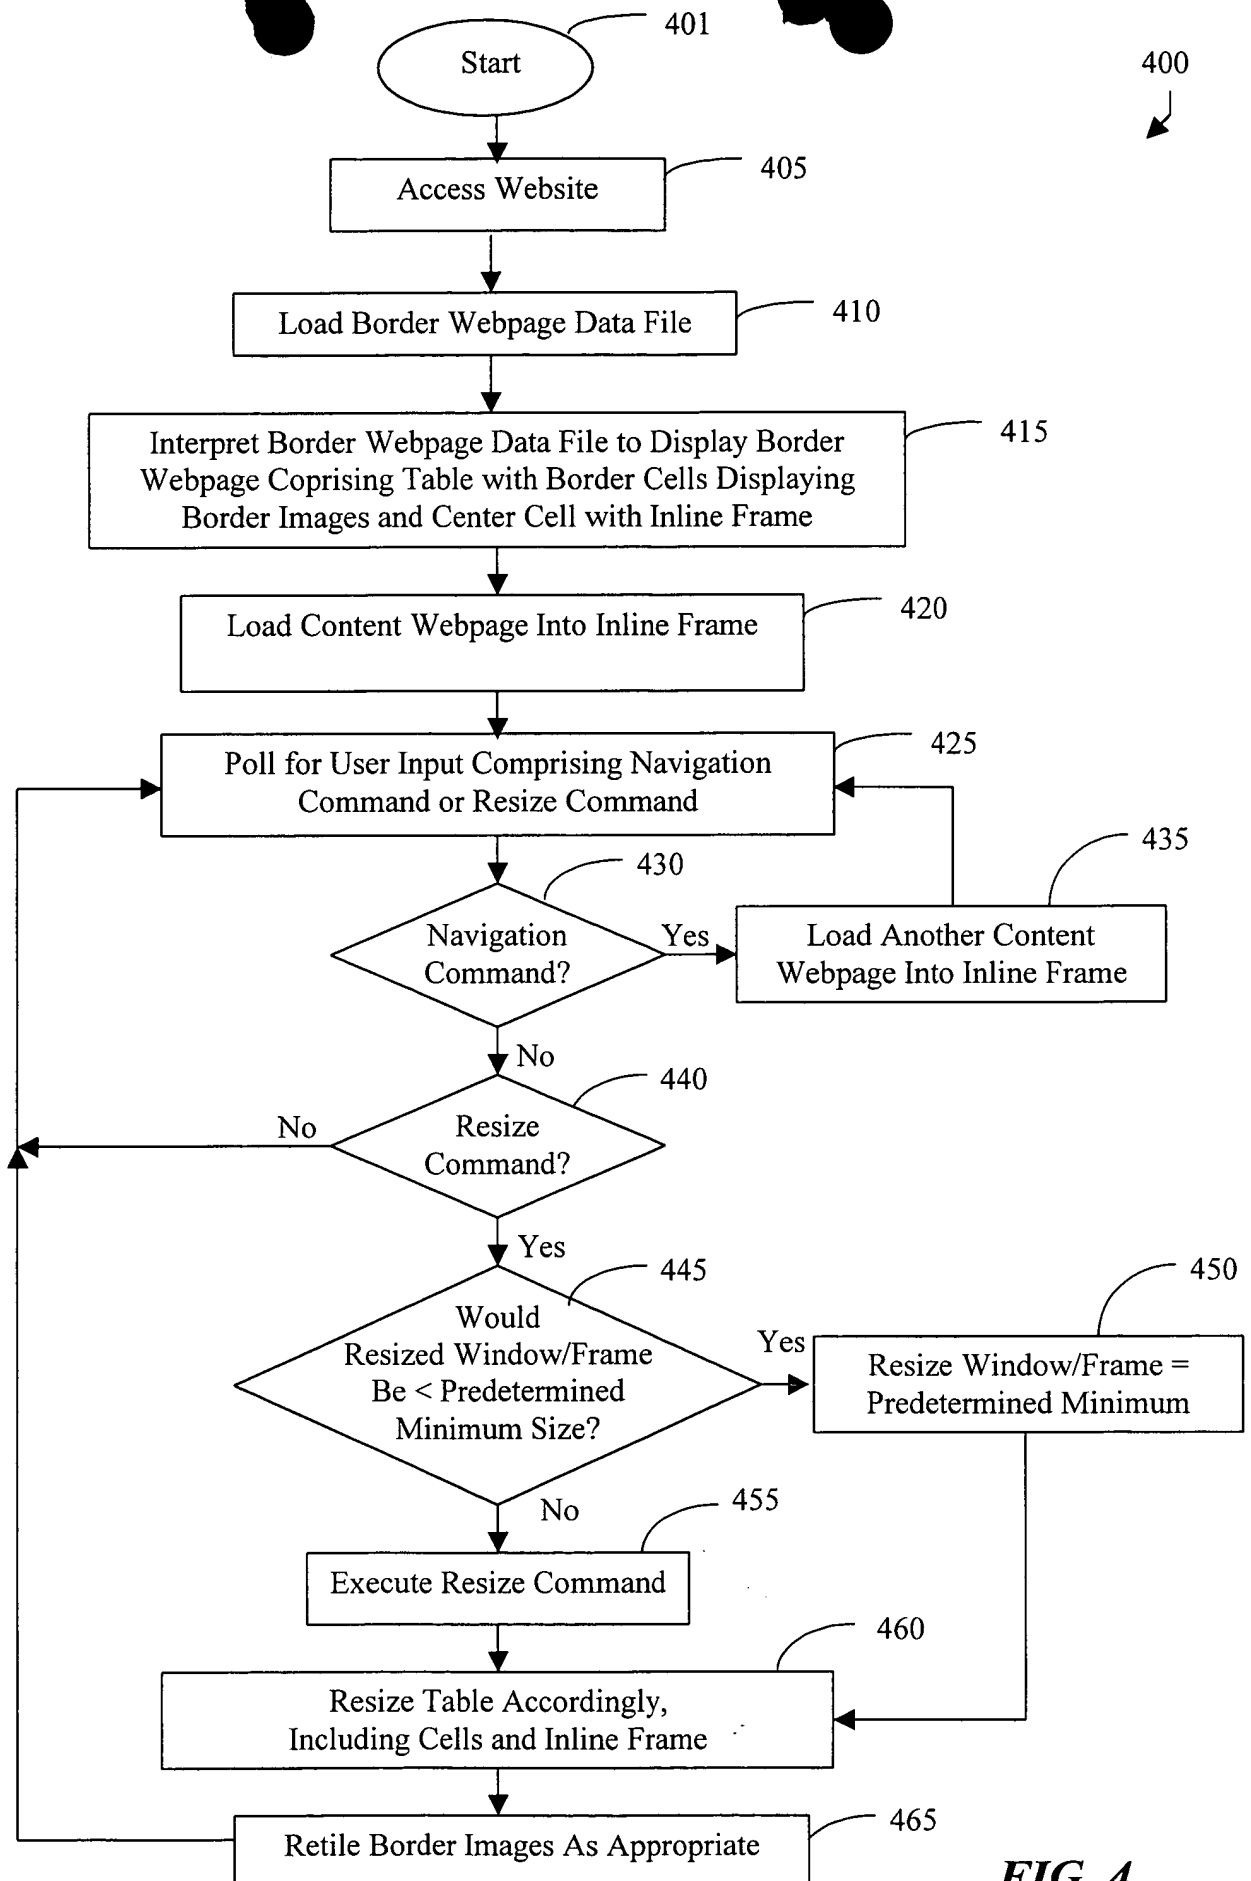 401
Start
400
405
Access Website
410
Load Border Webpage Data File
415
Interpret Border Webpage Data File to Display Border
Webpage Coprising Table with Border Cells Displaying
Border Images and Center Cell with Inline Frame
420
Load Content Webpage Into Inline Frame
425
Poll for User Input Comprising Navigation
Command or Resize Command
430
435
Navigation
Command?
Yes
Load Another Content
Webpage Into Inline Frame
No
440
No
Resize
Command?
Yes
445
450
Would
Resized Window/Frame
Be < Predetermined
Minimum Size?
Yes
Resize Window/Frame =
Predetermined Minimum
No
455
Execute Resize Command
460
Resize Table Accordingly,
Including Cells and Inline Frame
465
Retile Border Images As Appropriate
FIG. 4